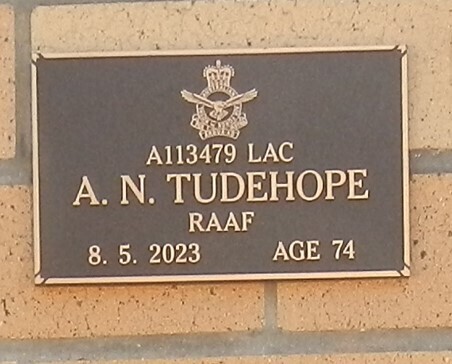 A113479 LAC
A. N. TUDEHOPE
RAAF
8. 5. 2023 AGE 74